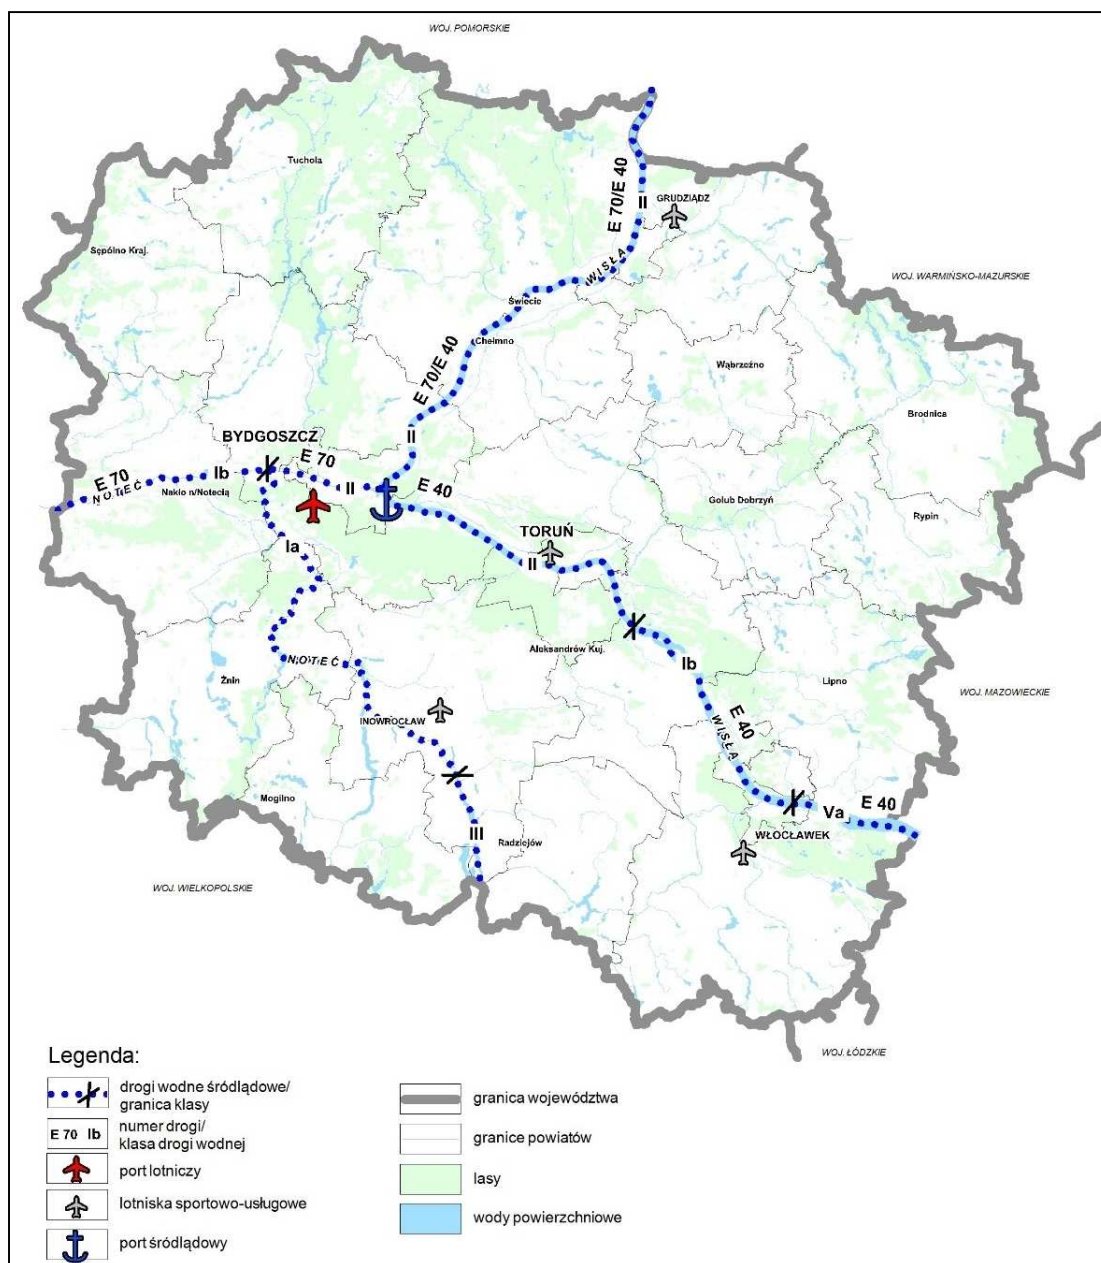 WOJ. POMORSKIE
Tuchola
E 70/E 40
II
GRUDZIĄDZ
Sępólno Kraj.
WISŁA
WOJ. WARMIŃSKO-MAZURSKIE
Świecie
Chełmno
E 70/E 40
Wąbrzeźno
Brodnica
II
BYDGOSZCZ
E 70
E 70
Ib
NOTEĆ
Nakło n/Notecią
II
E 40
Golub Dobrzyń
Rypin
TORUŃ
Ia
II
Aleksandrów Kuj.
NOTEĆ
Ib
Żnin
Lipno
WOJ. MAZOWIECKIE
INOWROCŁAW
E 40
WISŁA
Mogilno
Va
E 40
III
Radziejów
WŁOCŁAWEK
WOJ. WIELKOPOLSKIE
WOJ. ŁÓDZKIE
Legenda:
drogi wodne śródlądowe/
granica klasy
E 70 Ib
numer drogi/
klasa drogi wodnej
port lotniczy
lotniska sportowo-usługowe
port śródlądowy
granica województwa
granice powiatów
lasy
wody powierzchniowe